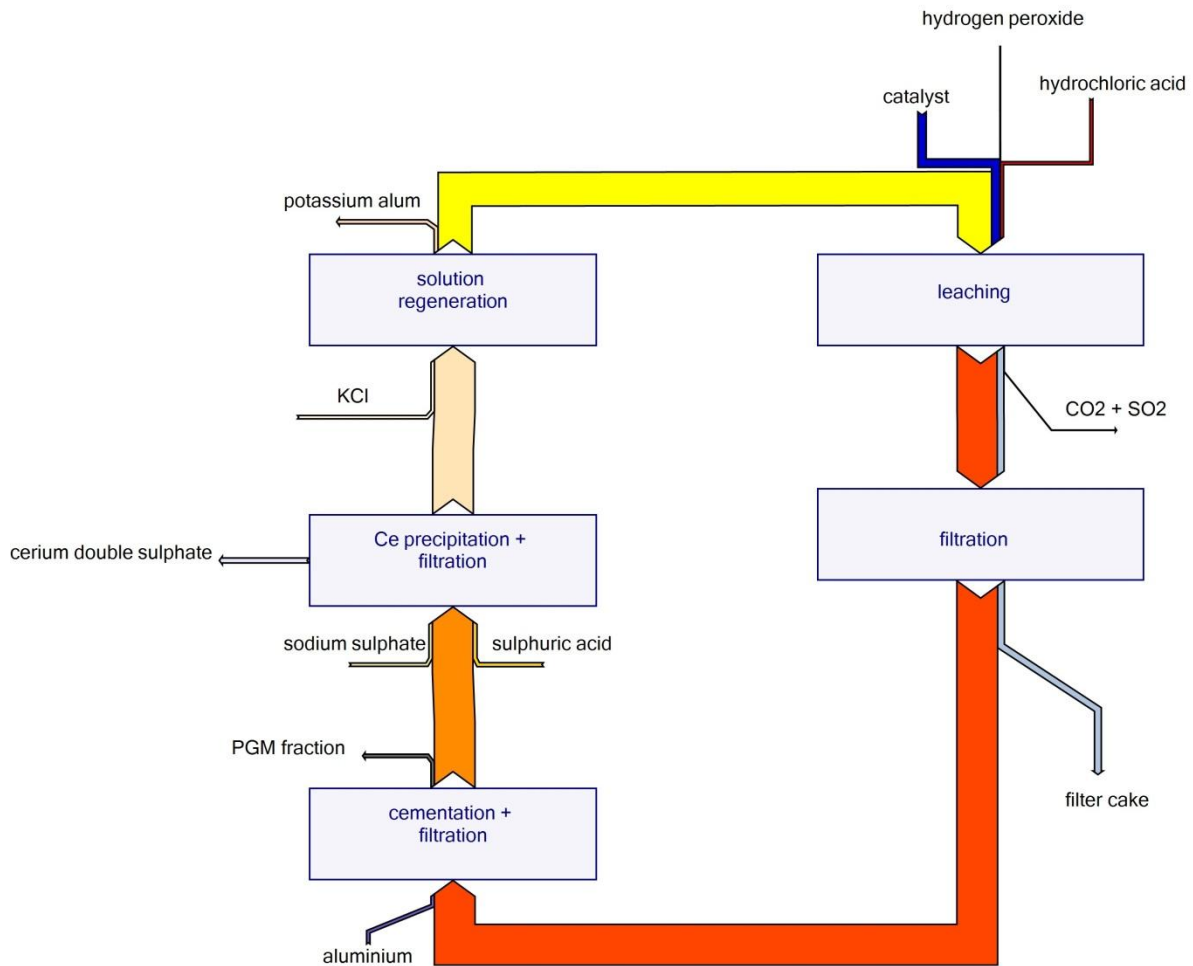 hydrogen peroxide
catalyst
hydrochloric acid
potassium alum
solution
regeneration
leaching
KCl
CO2 + SO2
Ce precipitation +
filtration
filtration
cerium double sulphate
sodium sulphate
sulphuric acid
PGM fraction
filter cake
cementation +
filtration
aluminium